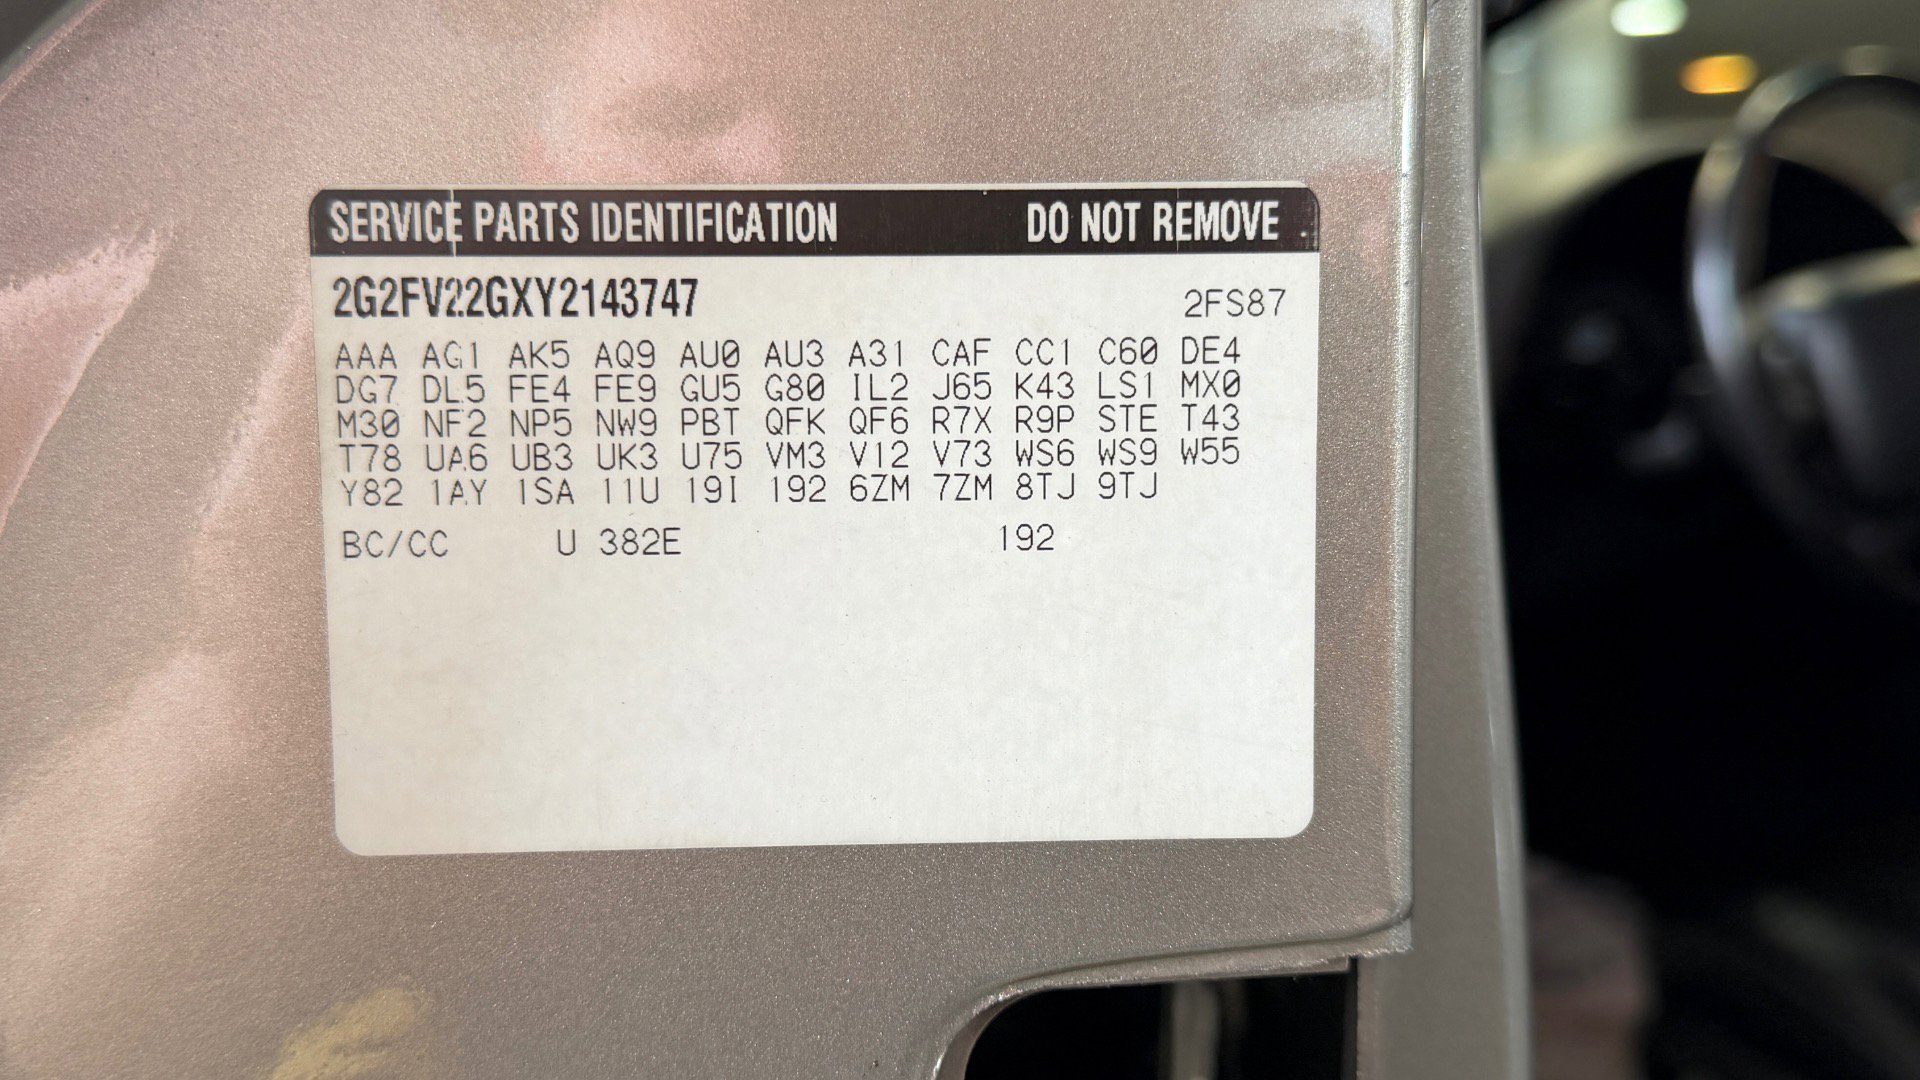 SERVICE PARTS IDENTIFICATION DO NOT REMOVE
2G2FV22GXY2143747 2FS87
AAA AG1 AK5 AQ9 AU0 AU3 A31 CAF CC1 C60 DE4
DG7 DL5 FE4 FE9 GU5 G80 IL2 J65 K43 LS1 MX0
M30 NF2 NP5 NW9 PBT QFK QF6 R7X R9P STE T43
T78 UA6 UB3 UK3 U75 VM3 V12 V73 WS6 WS9 W55
Y82 1AY 1SA 11U 19I 192 6ZM 7ZM 8TJ 9TJ
BC/CC U 382E 192